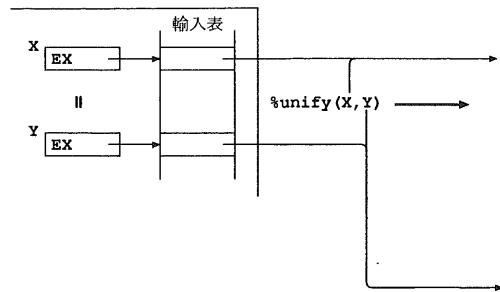 輸入表
X
EX
=
%unify(X,Y)
Y
EX